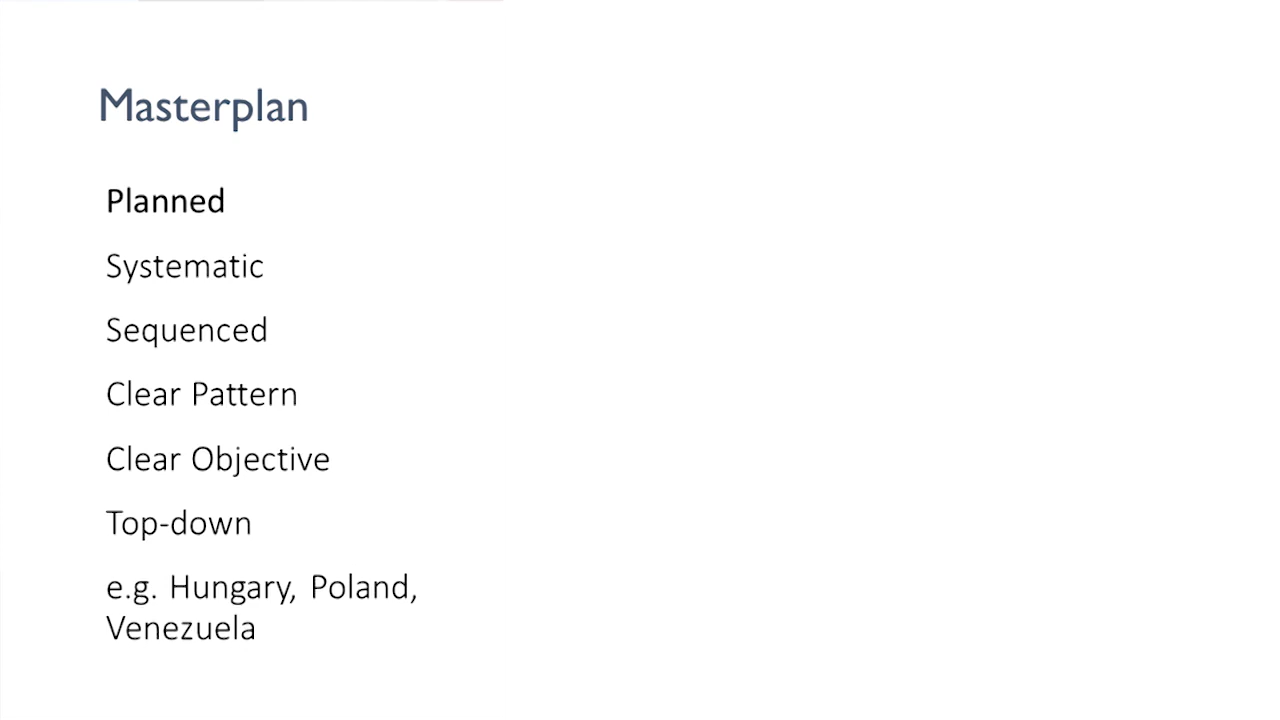 Masterplan
Planned
Systematic
Sequenced
Clear Pattern
Clear Objective
Top-down
e.g. Hungary, Poland,
Venezuela